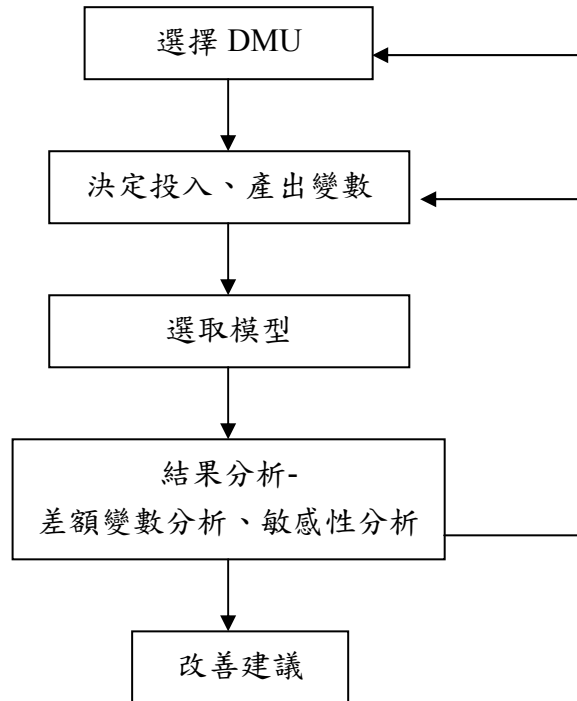 選擇 DMU
決定投入、產出變數
選取模型
結果分析-
差額變數分析、敏感性分析
改善建議